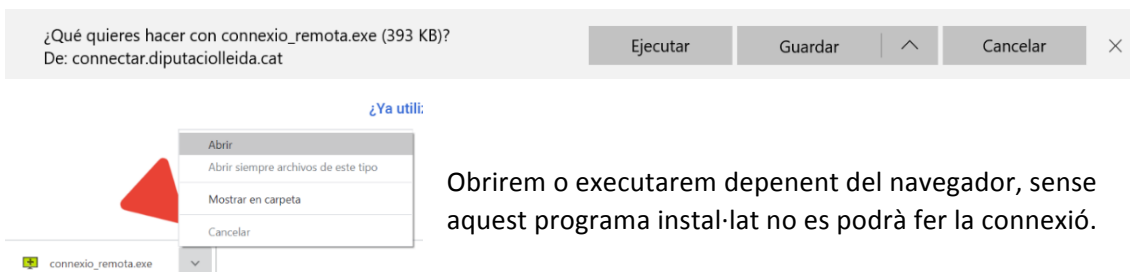 ¿Qué quieres hacer con connexio_remota.exe (393 KB)?
De: connectar.diputaciolleida.cat
Ejecutar
Guardar
Cancelar
¿Ya utili
Abrir
Abrir siempre archivos de este tipo
Mostrar en carpeta
Cancelar
connexio_remota.exe
Obrirem o executarem depenent del navegador, sense
aquest programa instal·lat no es podrà fer la connexió.